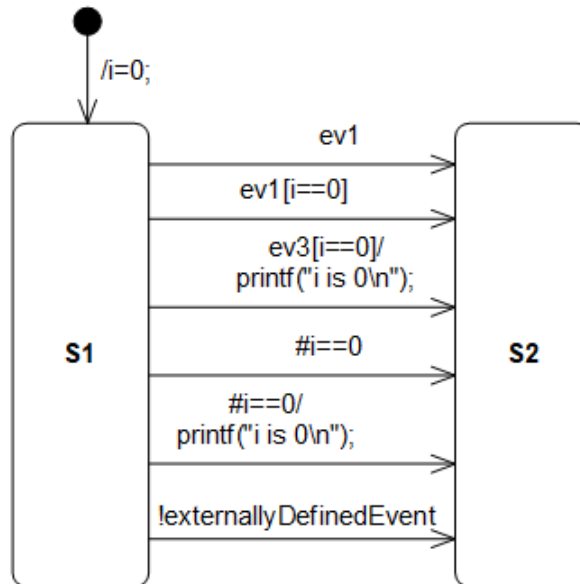 /i=0;
ev1
ev1[i==0]
ev3[i==0]/
printf("i is 0\n");
S1
S2
#i==0
#i==0/
printf("i is 0\n");
!externallyDefinedEvent